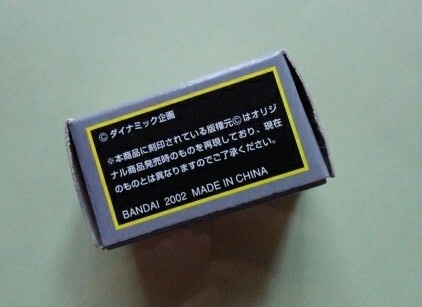 ©ダイナミック企画
※本商品に刻印されている版権元©はオリジ
ナル商品発売時のものを再現しており、現在
のものとは異なりますのでご了承ください。
BANDAI 2002 MADE IN CHINA